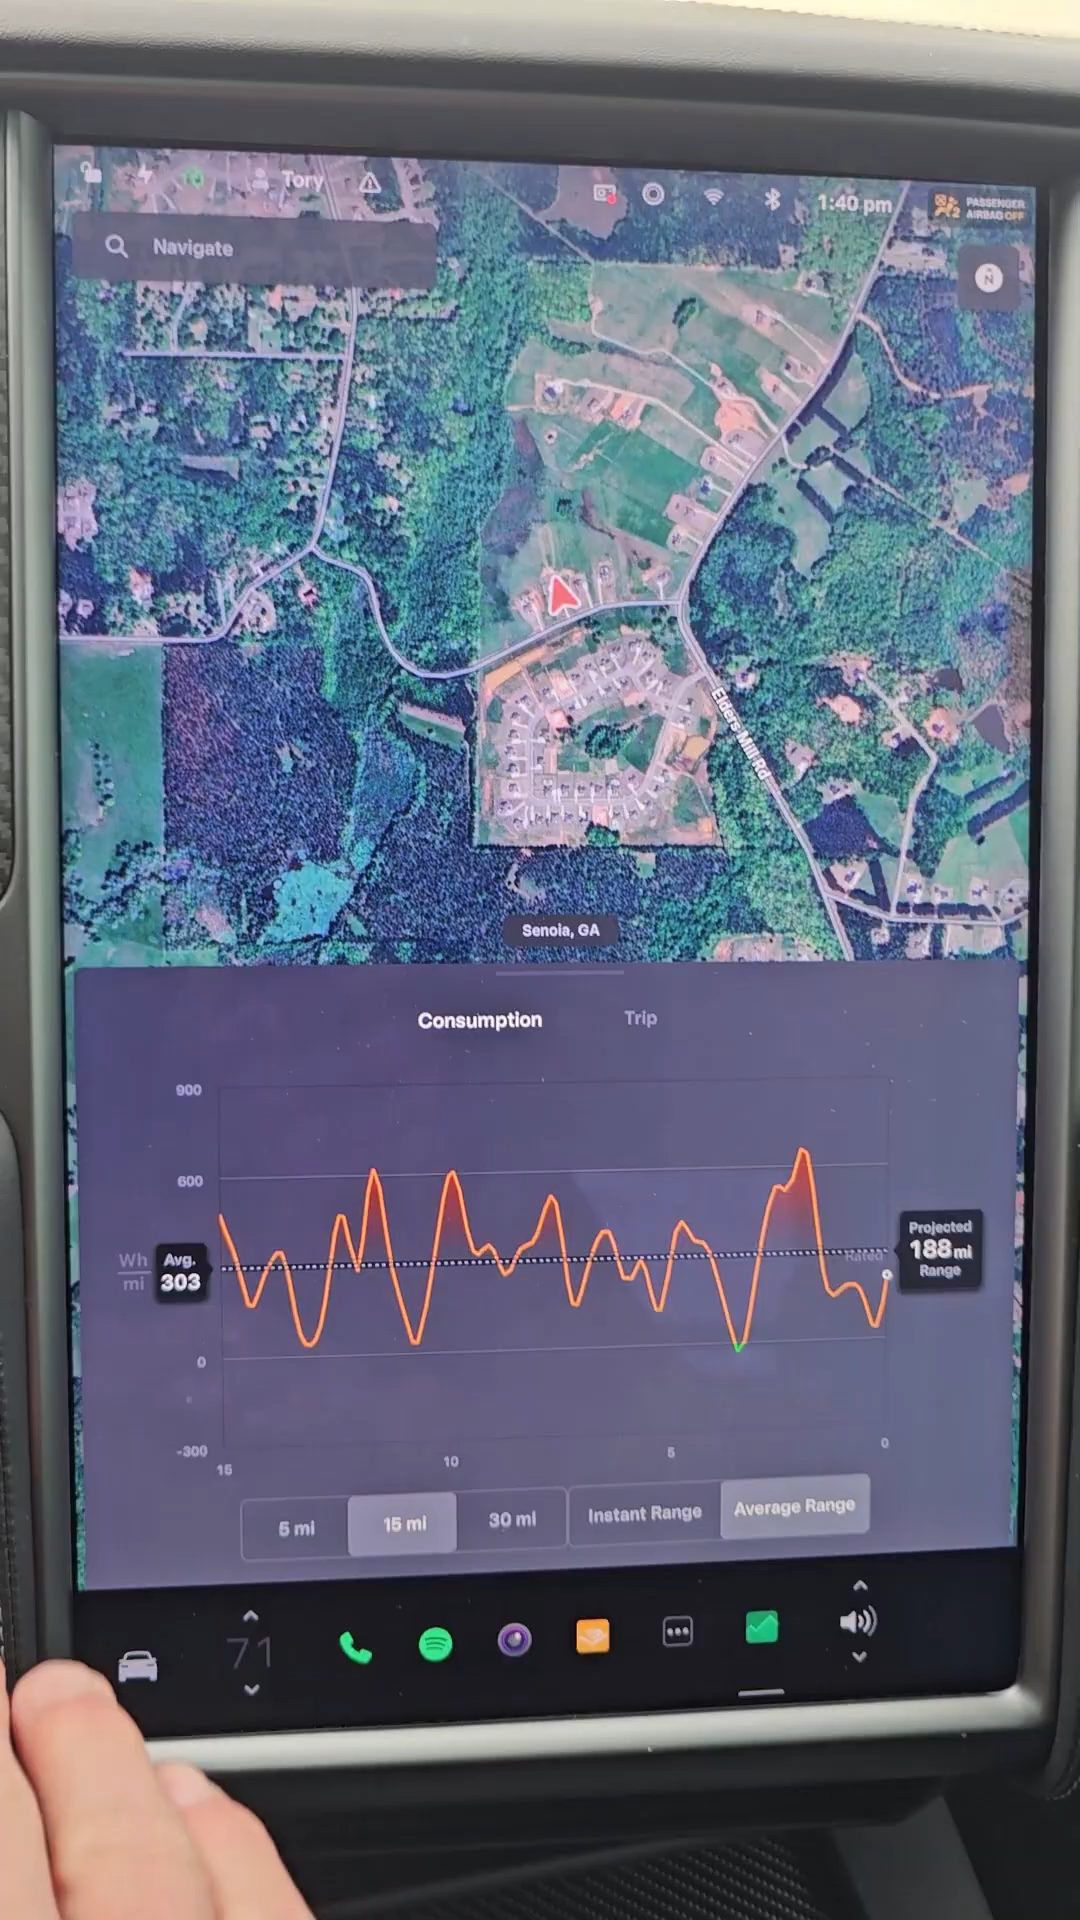 Tory
1:40 pm
PASSENGER
AIRBAG OFF
Navigate
N
Elders Mill Rd
Senoia, GA
Consumption
Trip
900
600
0
-300
Wh
mi
Avg.
303
Rated
Projected
188 mi
Range
15
10
5
0
5 mi
15 mi
30 mi
Instant Range
Average Range
71